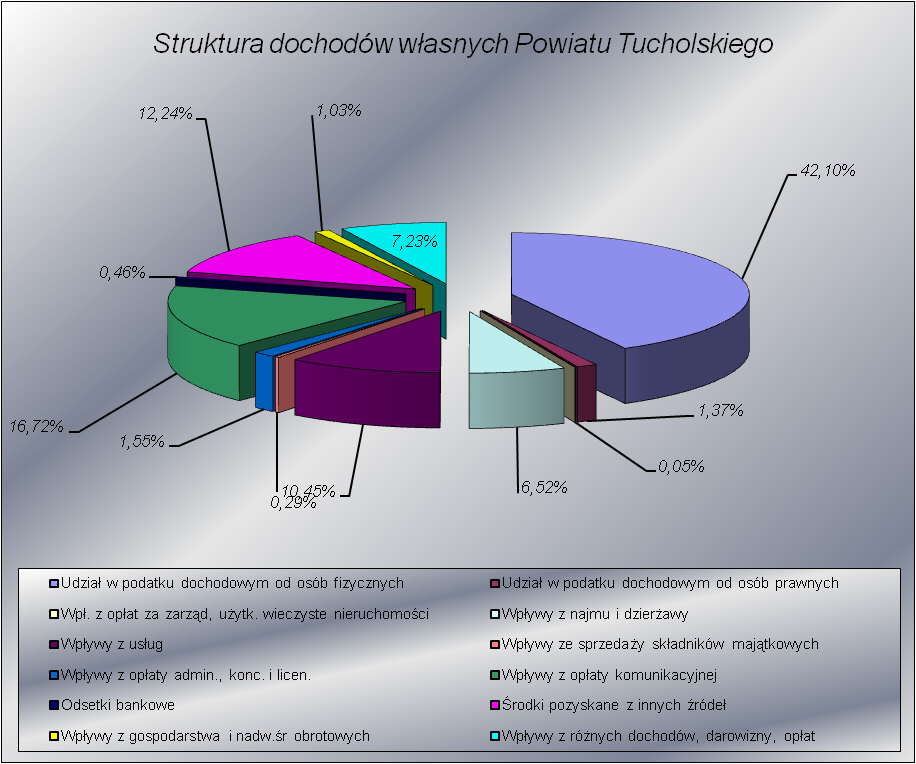 Struktura dochodów własnych Powiatu Tucholskiego
12,24%
1,03%
42,10%
7,23%
0,46%
16,72%
1,55%
10,45%
0,29%
6,52%
0,05%
1,37%
Udział w podatku dochodowym od osób fizycznych
Udział w podatku dochodowym od osób prawnych
Wpł. z opłat za zarząd, użytk. wieczyste nieruchomości
Wpływy z najmu i dzierżawy
Wpływy z usług
Wpływy ze sprzedaży składników majątkowych
Wpływy z opłaty admin., konc. i licen.
Wpływy z opłaty komunikacyjnej
Odsetki bankowe
Środki pozyskane z innych źródeł
Wpływy z gospodarstwa i nadw.śr obrotowych
Wpływy z różnych dochodów, darowizny, opłat